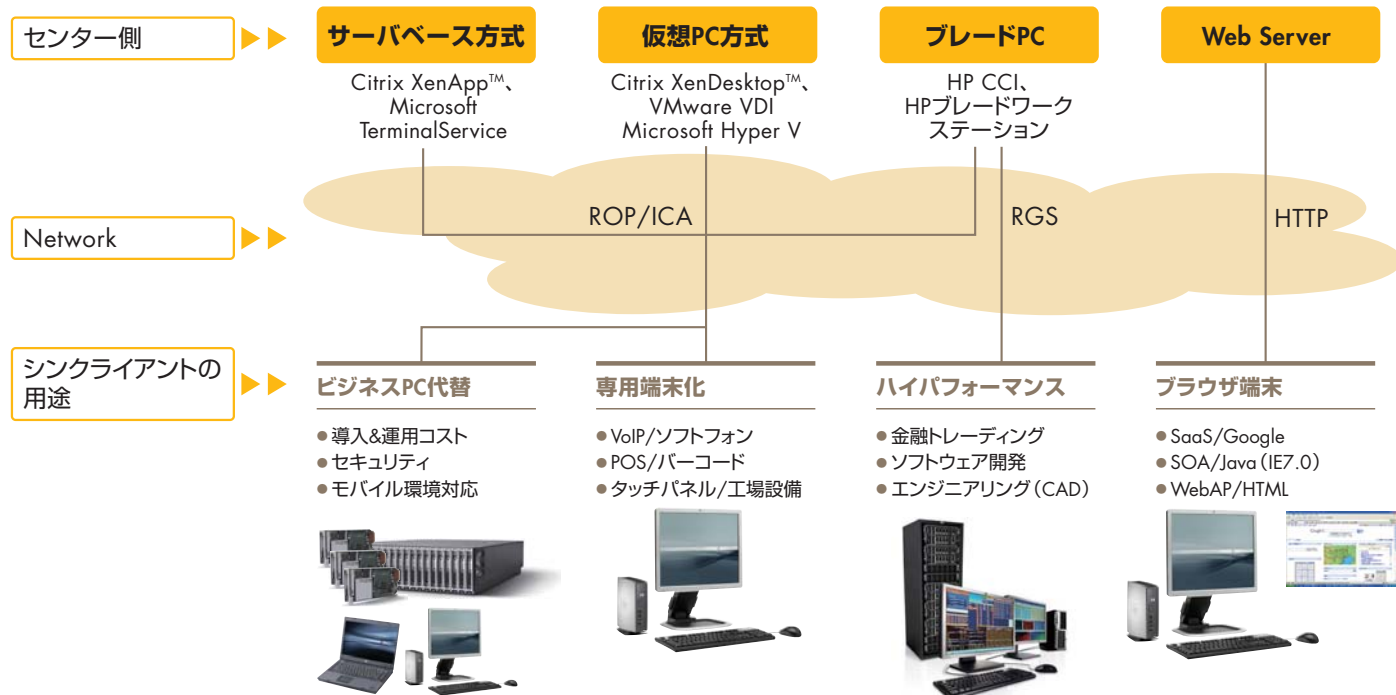 センター側
サーバベース方式
仮想PC方式
ブレードPC
Web Server
Citrix XenApp™、
Microsoft
TerminalService
Citrix XenDesktop™、
VMware VDI
Microsoft Hyper V
HP CCI、
HPブレードワーク
ステーション
Network
ROP/ICA
RGS
HTTP
シンクライアントの
用途
ビジネスPC代替
専用端末化
ハイパフォーマンス
ブラウザ端末
●導入&運用コスト
●セキュリティ
●モバイル環境対応
●VoIP/ソフトフォン
●POS/バーコード
●タッチパネル/工場設備
●金融トレーディング
●ソフトウェア開発
●エンジニアリング(CAD)
●SaaS/Google
●SOA/Java(IE7.0)
●WebAP/HTML